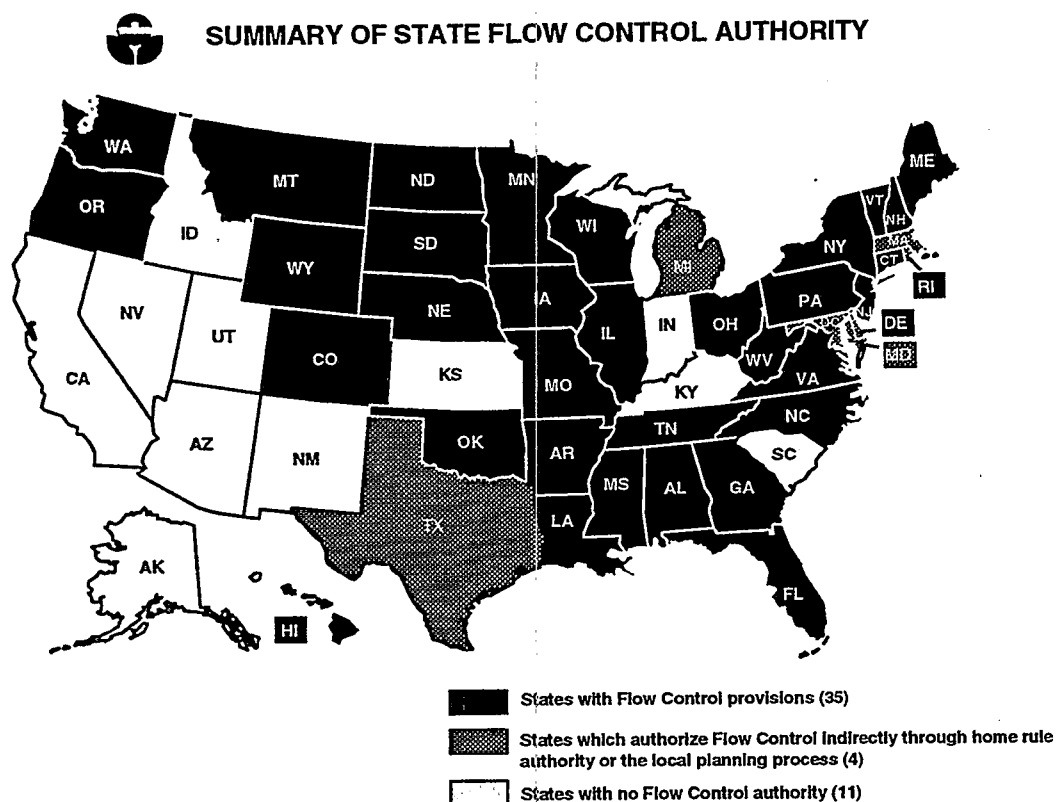 SUMMARY OF STATE FLOW CONTROL AUTHORITY
WA
MT
ND
MN
ME
OR
ID
WY
SD
WI
MI
VT
NH
NY
MA
CT
RI
NV
UT
CO
NE
IA
IL
IN
OH
PA
NJ
DE
MD
DC
WV
VA
CA
KS
MO
KY
AZ
NM
OK
AR
TN
NC
SC
TX
LA
MS
AL
GA
FL
AK
HI
States with Flow Control provisions (35)
States which authorize Flow Control indirectly through home rule
authority or the local planning process (4)
States with no Flow Control authority (11)